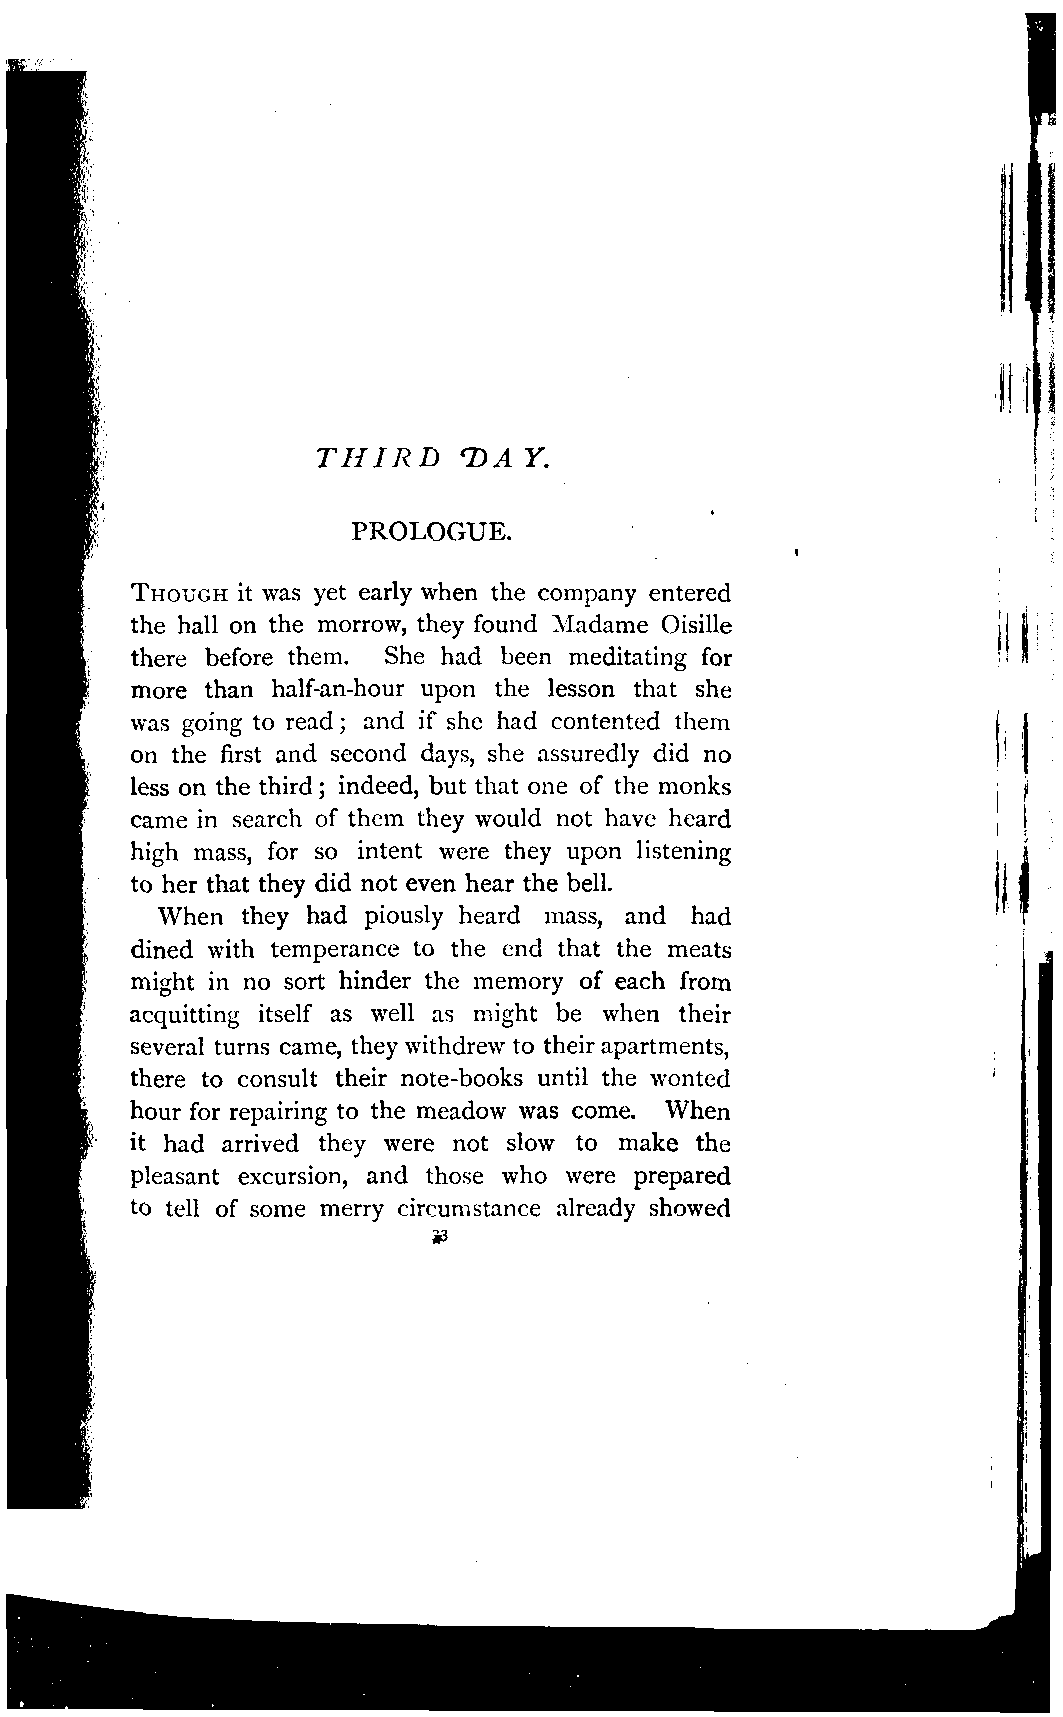 THIRD DAY.
PROLOGUE.
THOUGH it was yet early when the company entered
the hall on the morrow, they found Madame Oisille
there before them. She had been meditating for
more than half-an-hour upon the lesson that she
was going to read; and if she had contented them
on the first and second days, she assuredly did no
less on the third; indeed, but that one of the monks
came in search of them they would not have heard
high mass, for so intent were they upon listening
to her that they did not even hear the bell.
When they had piously heard mass, and had
dined with temperance to the end that the meats
might in no sort hinder the memory of each from
acquitting itself as well as might be when their
several turns came, they withdrew to their apartments,
there to consult their note-books until the wonted
hour for repairing to the meadow was come. When
it had arrived they were not slow to make the
pleasant excursion, and those who were prepared
to tell of some merry circumstance already showed